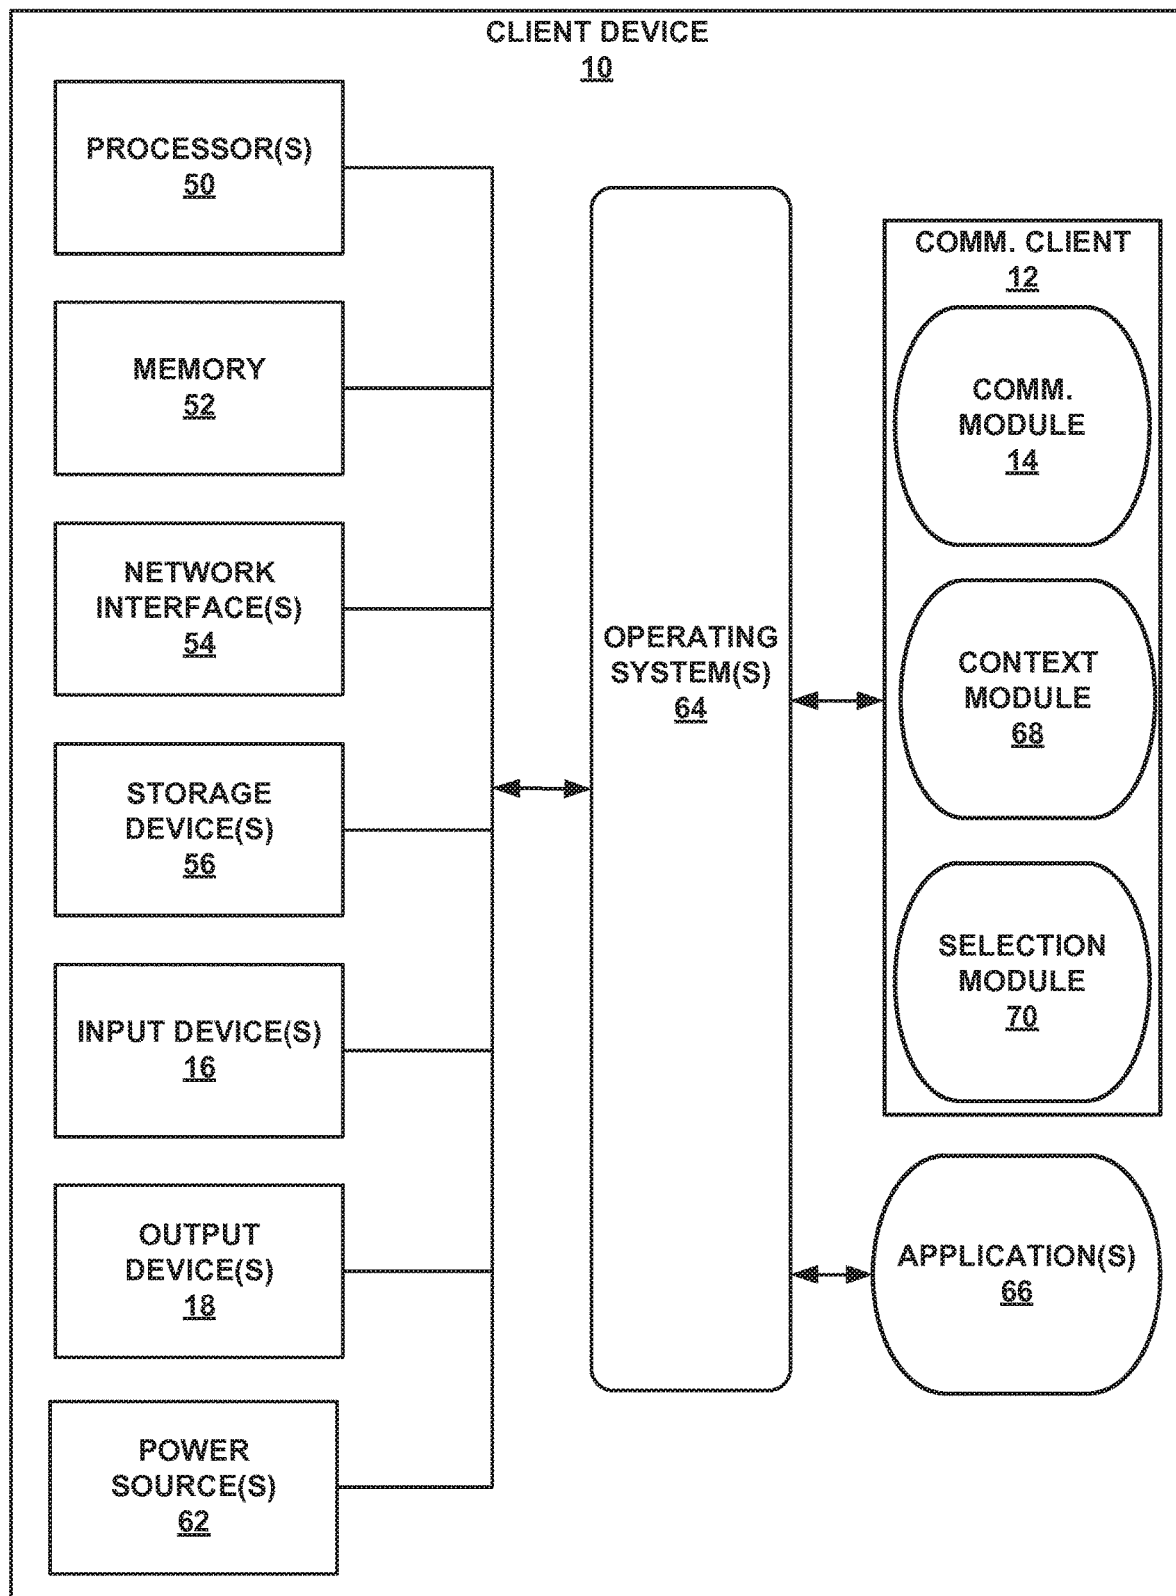 CLIENT DEVICE
10
PROCESSOR(S)
50
MEMORY
52
NETWORK
INTERFACE(S)
54
STORAGE
DEVICE(S)
56
INPUT DEVICE(S)
16
OUTPUT
DEVICE(S)
18
POWER
SOURCE(S)
62
OPERATING
SYSTEM(S)
64
COMM. CLIENT
12
COMM.
MODULE
14
CONTEXT
MODULE
68
SELECTION
MODULE
70
APPLICATION(S)
66